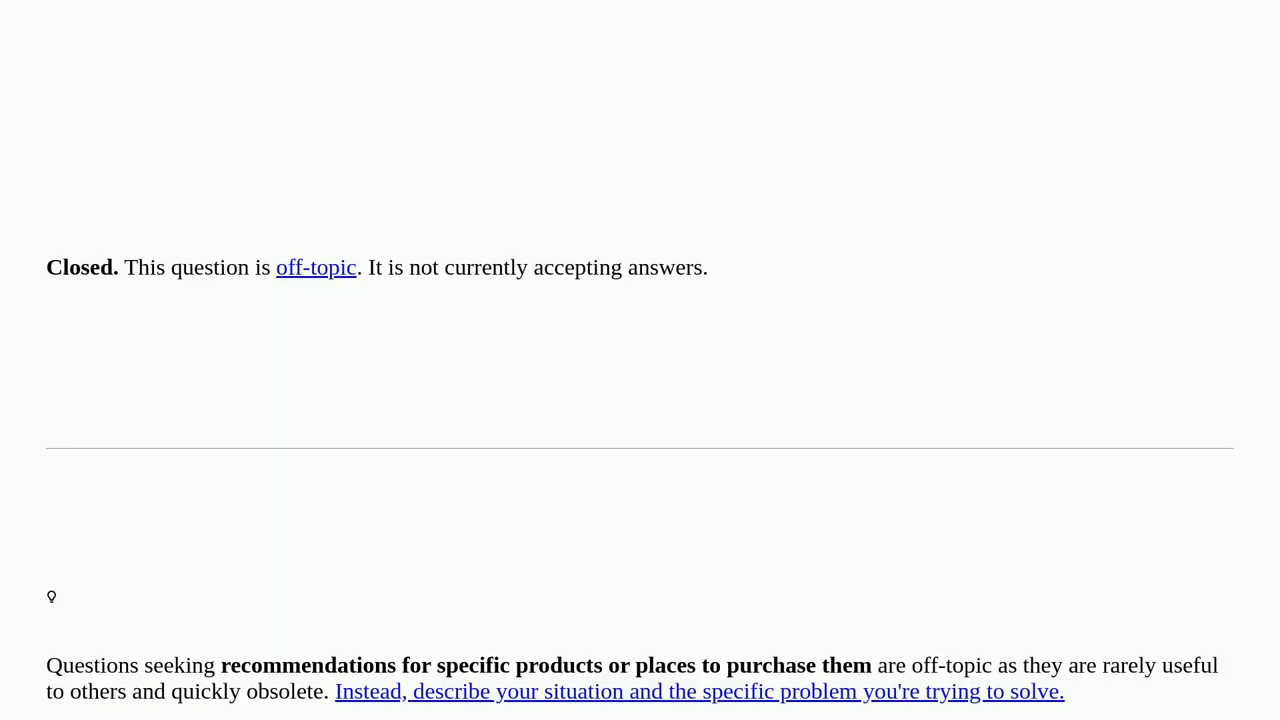 Closed. This question is off-topic. It is not currently accepting answers.
Questions seeking recommendations for specific products or places to purchase them are off-topic as they are rarely useful
to others and quickly obsolete. Instead, describe your situation and the specific problem you're trying to solve.